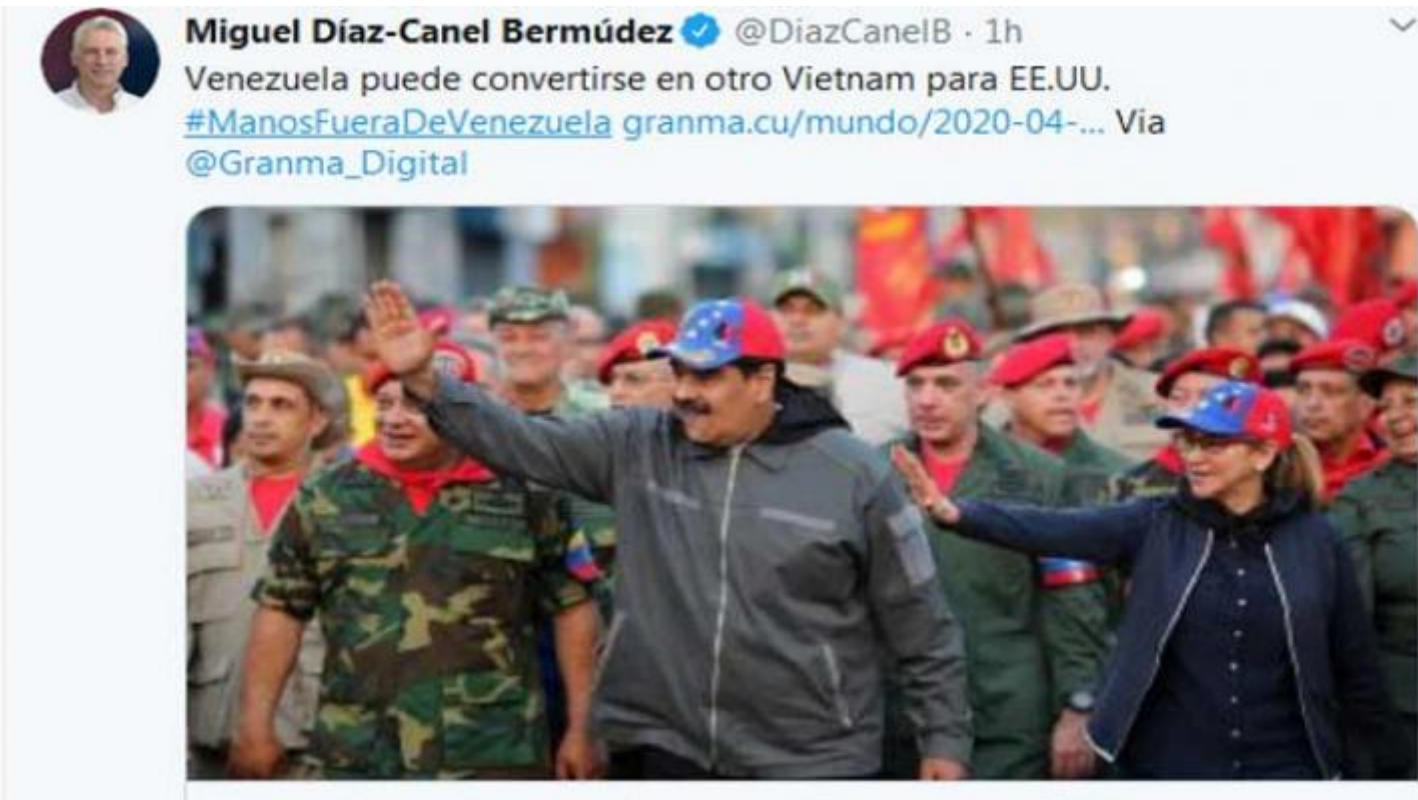 Miguel Díaz-Canel Bermúdez @DiazCanelB · 1h
Venezuela puede convertirse en otro Vietnam para EE.UU.
#ManosFueraDeVenezuela granma.cu/mundo/2020-04-... Via
@Granma_Digital